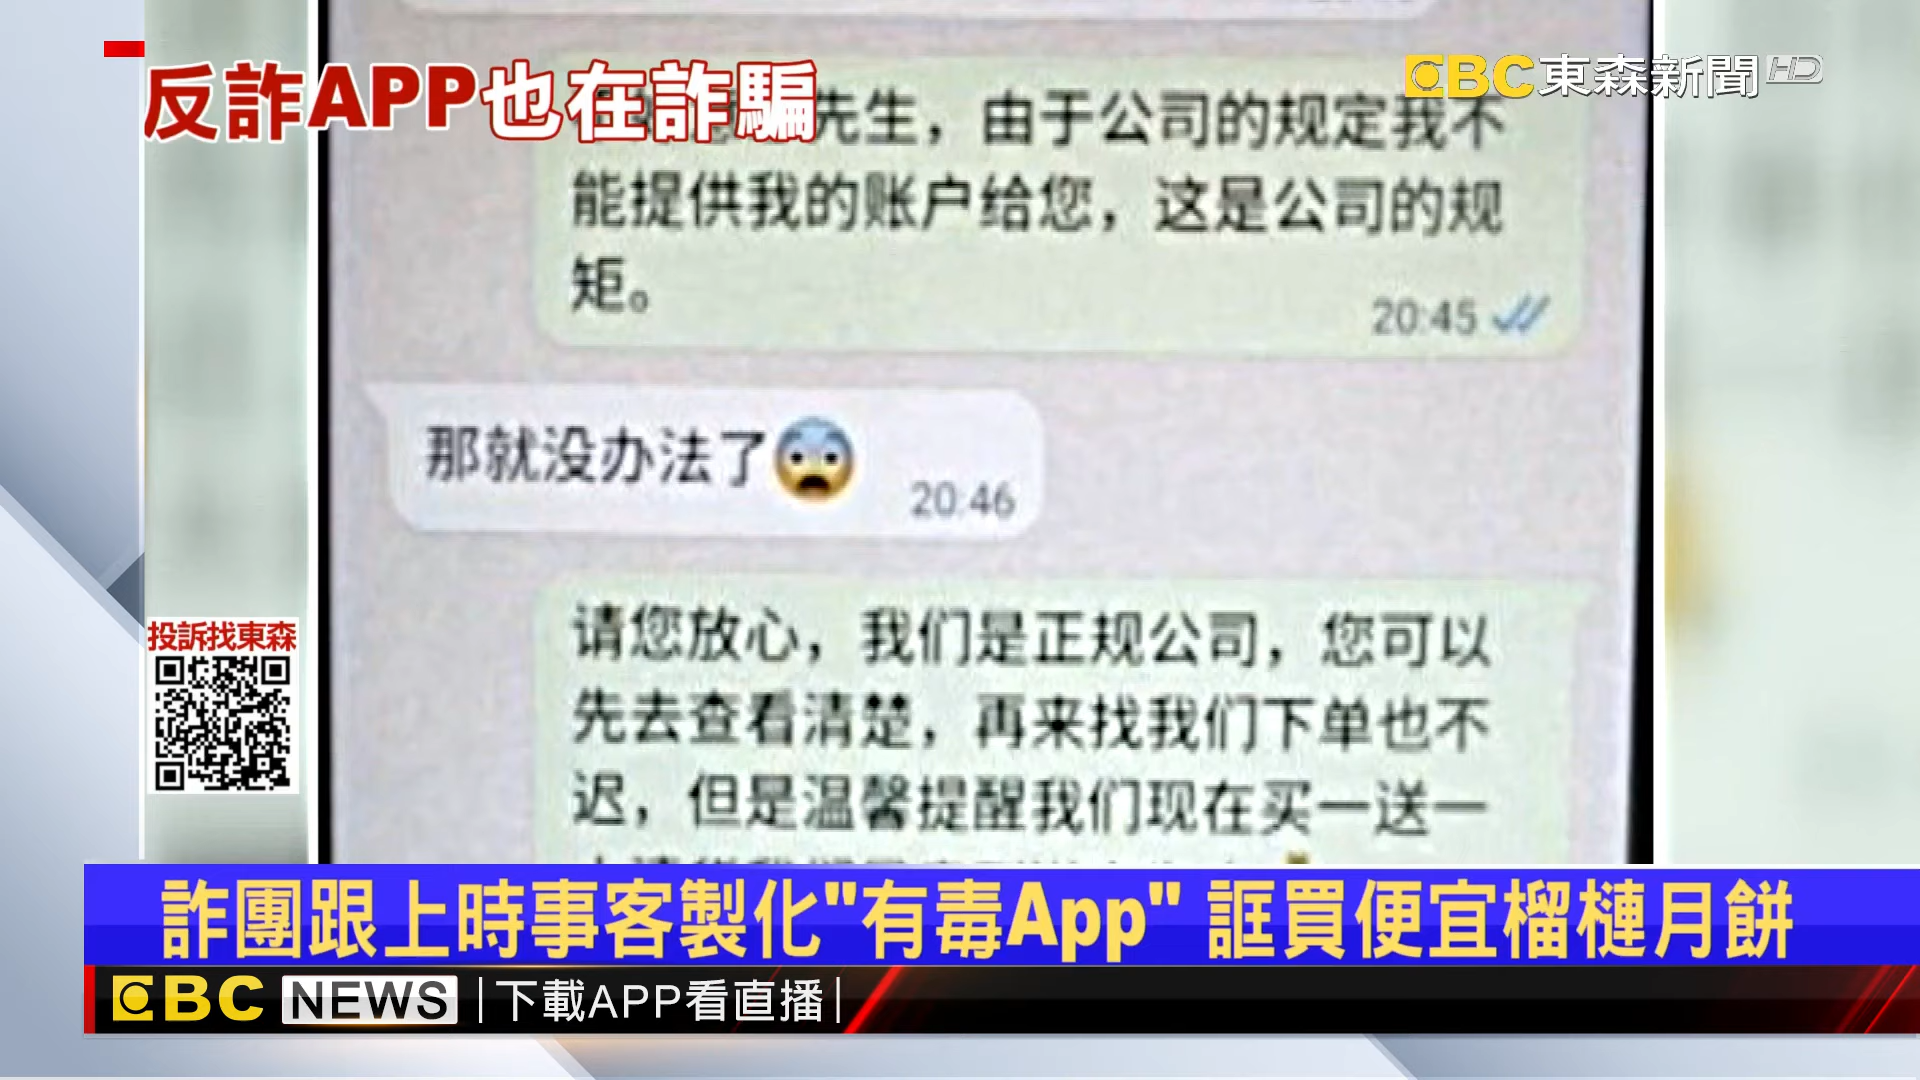 反詐APP也在詐騙
EBC東森新聞HD
先生，由于公司的规定我不
能提供我的账户给您，这是公司的规
矩。
20:45
那就没办法了😨
20:46
请您放心，我们是正规公司，您可以
先去查看清楚，再来找我们下单也不
迟，但是温馨提醒我们现在买一送一
投訴找東森
詐團跟上時事客製化"有毒App" 誆買便宜榴槤月餅
EBC NEWS 下載APP看直播